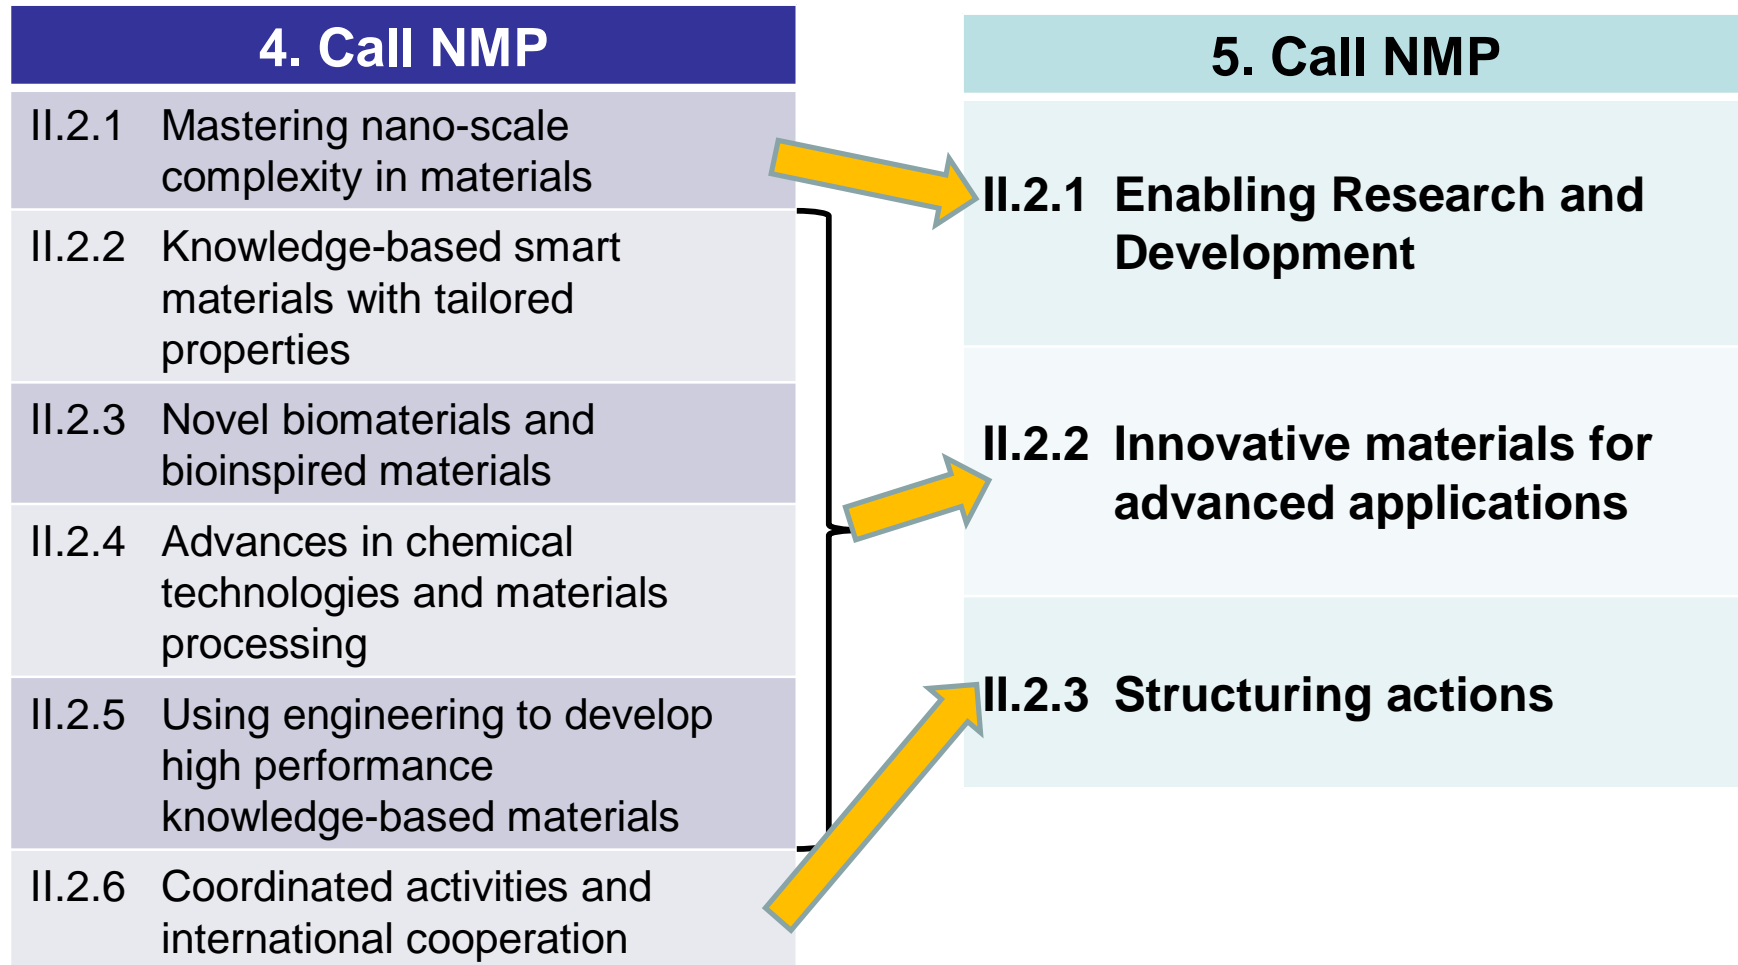 4. Call NMP
II.2.1 Mastering nano-scale
complexity in materials
II.2.2 Knowledge-based smart
materials with tailored
properties
II.2.3 Novel biomaterials and
bioinspired materials
II.2.4 Advances in chemical
technologies and materials
processing
II.2.5 Using engineering to develop
high performance
knowledge-based materials
II.2.6 Coordinated activities and
international cooperation
5. Call NMP
II.2.1 Enabling Research and
Development
II.2.2 Innovative materials for
advanced applications
II.2.3 Structuring actions